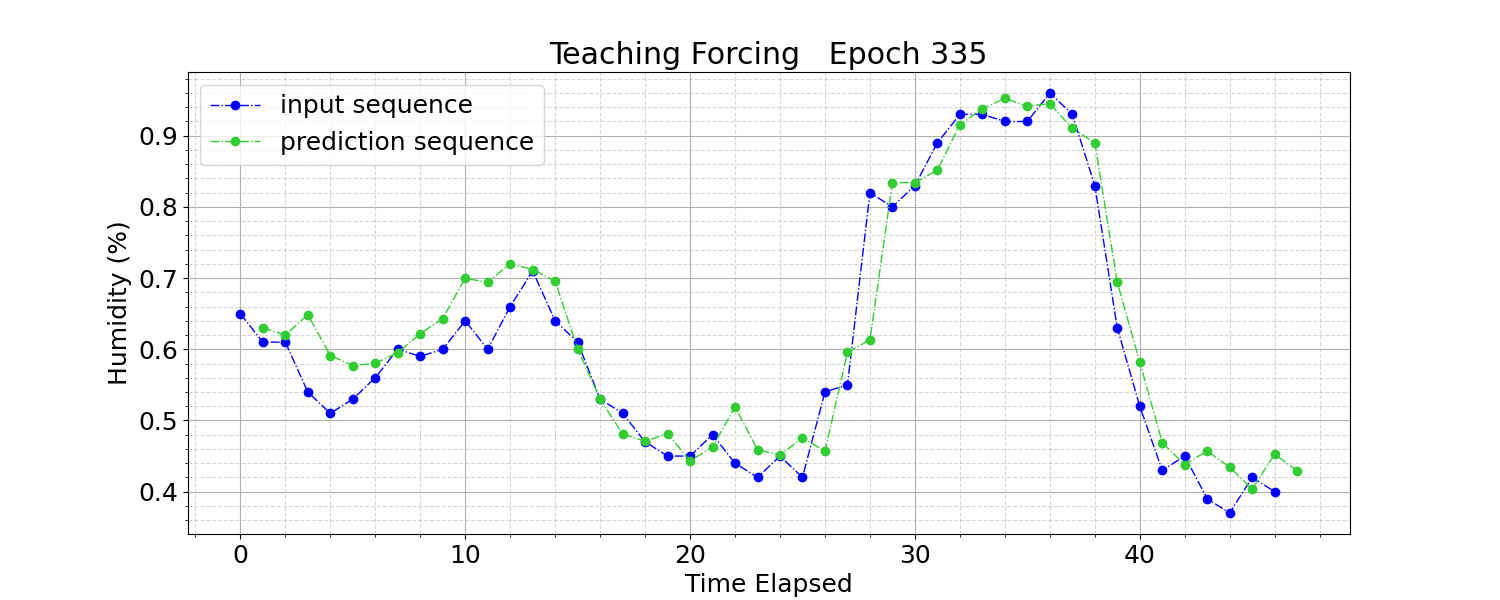 Teaching Forcing   Epoch 335
input sequence
prediction sequence
Humidity (%)
0.9
0.8
0.7
0.6
0.5
0.4
0 10 20 30 40
Time Elapsed